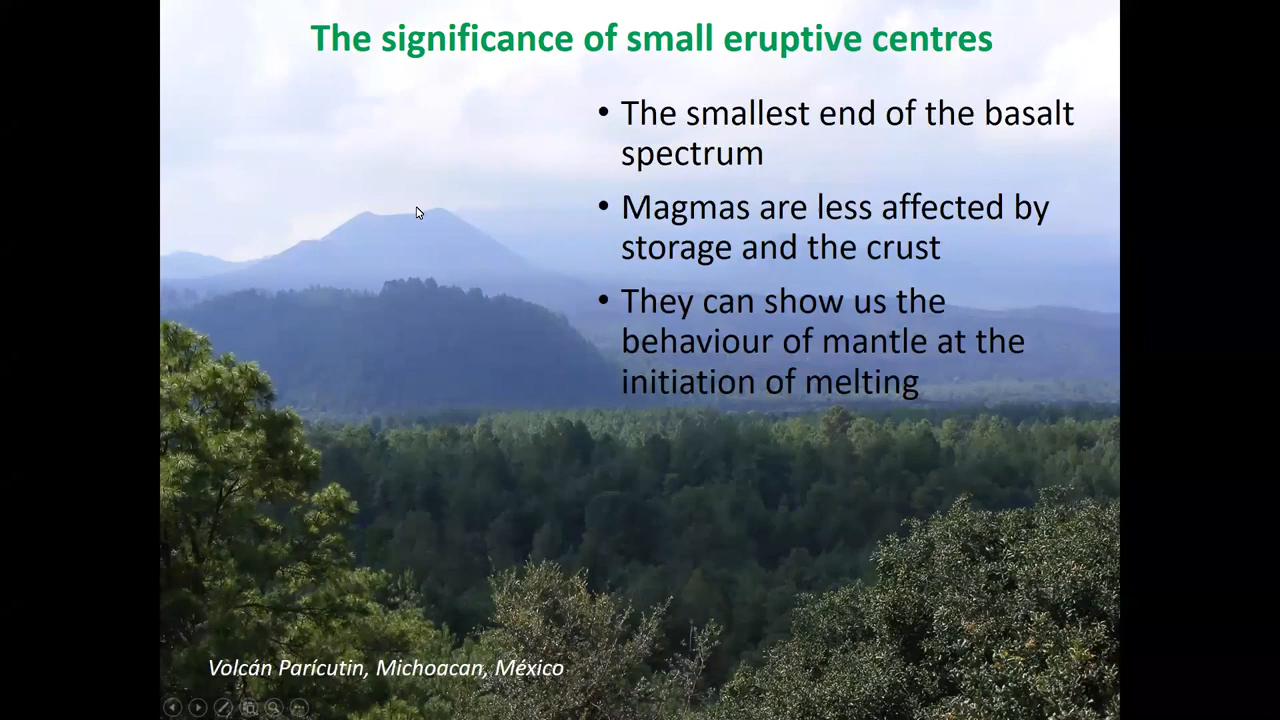 The significance of small eruptive centres
• The smallest end of the basalt
spectrum
• Magmas are less affected by
storage and the crust
• They can show us the
behaviour of mantle at the
initiation of melting
Volcán Parícutin, Michoacan, México